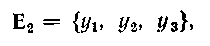 E₂ = {y₁, y₂, y₃},